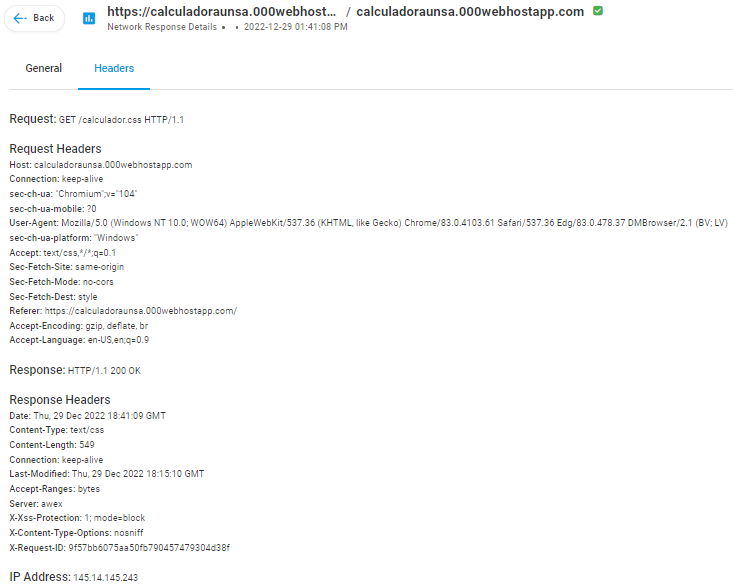 Back
https://calculadoraunsa.000webhost... / calculadoraunsa.000webhostapp.com
Network Response Details • • 2022-12-29 01:41:08 PM
General Headers
Request: GET /calculador.css HTTP/1.1
Request Headers
Host: calculadoraunsa.000webhostapp.com
Connection: keep-alive
sec-ch-ua: "Chromium";v="104"
sec-ch-ua-mobile: ?0
User-Agent: Mozilla/5.0 (Windows NT 10.0; WOW64) AppleWebKit/537.36 (KHTML, like Gecko) Chrome/83.0.4103.61 Safari/537.36 Edg/83.0.478.37 DMBrowser/2.1 (BV; LV)
sec-ch-ua-platform: "Windows"
Accept: text/css,*/*;q=0.1
Sec-Fetch-Site: same-origin
Sec-Fetch-Mode: no-cors
Sec-Fetch-Dest: style
Referer: https://calculadoraunsa.000webhostapp.com/
Accept-Encoding: gzip, deflate, br
Accept-Language: en-US,en;q=0.9
Response: HTTP/1.1 200 OK
Response Headers
Date: Thu, 29 Dec 2022 18:41:09 GMT
Content-Type: text/css
Content-Length: 549
Connection: keep-alive
Last-Modified: Thu, 29 Dec 2022 18:15:10 GMT
Accept-Ranges: bytes
Server: awex
X-Xss-Protection: 1; mode=block
X-Content-Type-Options: nosniff
X-Request-ID: 9f57bb6075aa50fb790457479304d38f
IP Address: 145.14.145.243